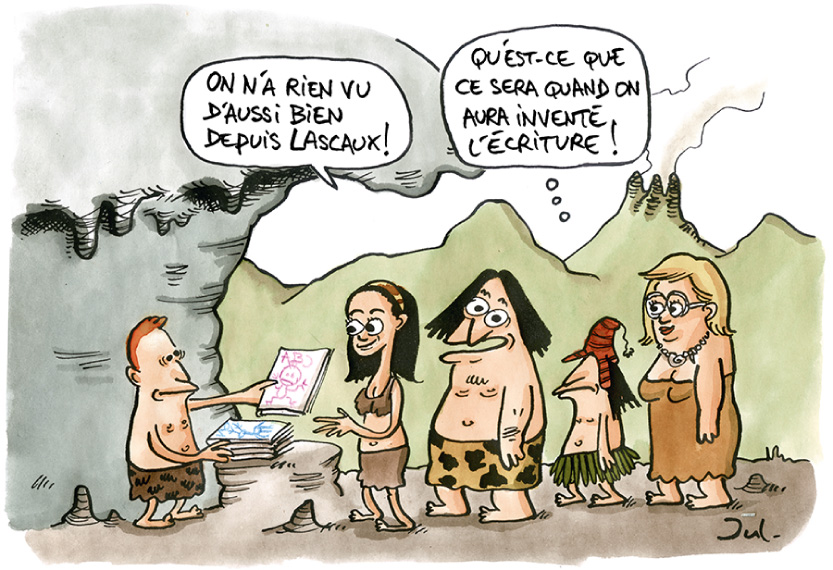 ON N'A RIEN VU
D'AUSSI BIEN
DEPUIS LASCAUX!
QU'EST-CE QUE
CE SERA QUAND ON
AURA INVENTÉ
L'ÉCRITURE!
Jul.